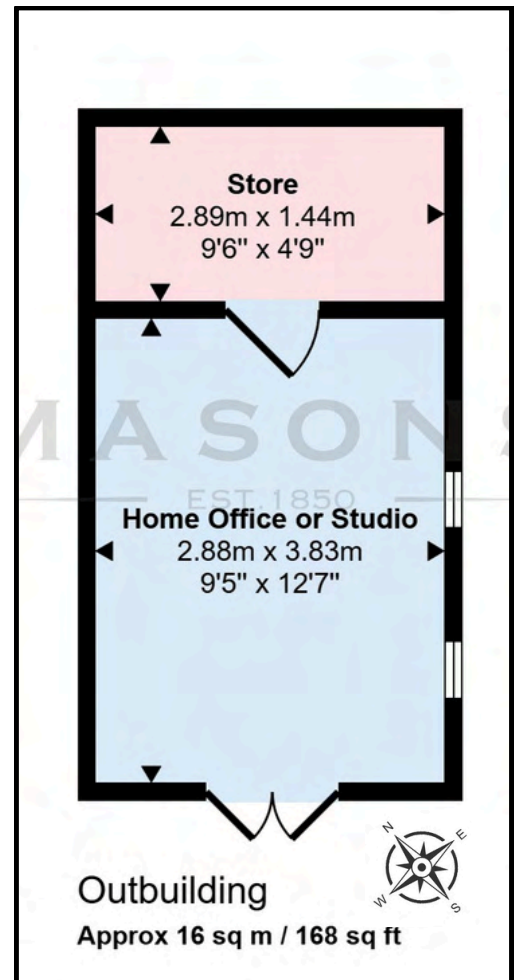 Store
2.89m x 1.44m
9'6" x 4'9"
MASONS
EST. 1850
Home Office or Studio
2.88m x 3.83m
9'5" x 12'7"
N
E
W
S
Outbuilding
Approx 16 sq m / 168 sq ft